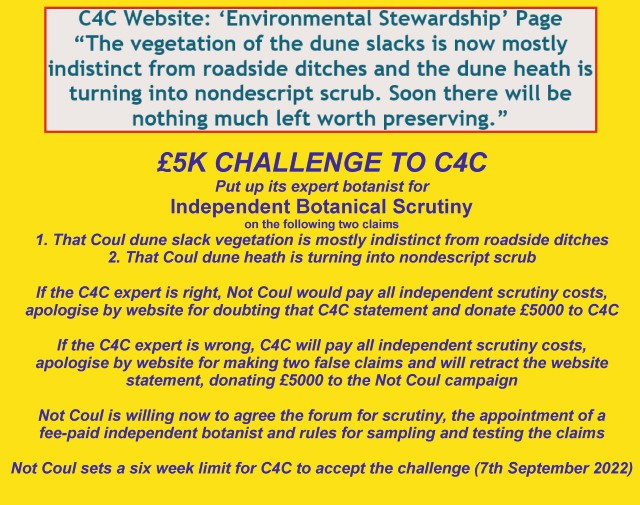 C4C Website: ‘Environmental Stewardship’ Page
“The vegetation of the dune slacks is now mostly
indistinct from roadside ditches and the dune heath is
turning into nondescript scrub. Soon there will be
nothing much left worth preserving.”
£5K CHALLENGE TO C4C
Put up its expert botanist for
Independent Botanical Scrutiny
on the following two claims
1. That Coul dune slack vegetation is mostly indistinct from roadside ditches
2. That Coul dune heath is turning into nondescript scrub
If the C4C expert is right, Not Coul would pay all independent scrutiny costs,
apologise by website for doubting that C4C statement and donate £5000 to C4C
If the C4C expert is wrong, C4C will pay all independent scrutiny costs,
apologise by website for making two false claims and will retract the website
statement, donating £5000 to the Not Coul campaign
Not Coul is willing now to agree the forum for scrutiny, the appointment of a
fee-paid independent botanist and rules for sampling and testing the claims
Not Coul sets a six week limit for C4C to accept the challenge (7th September 2022)